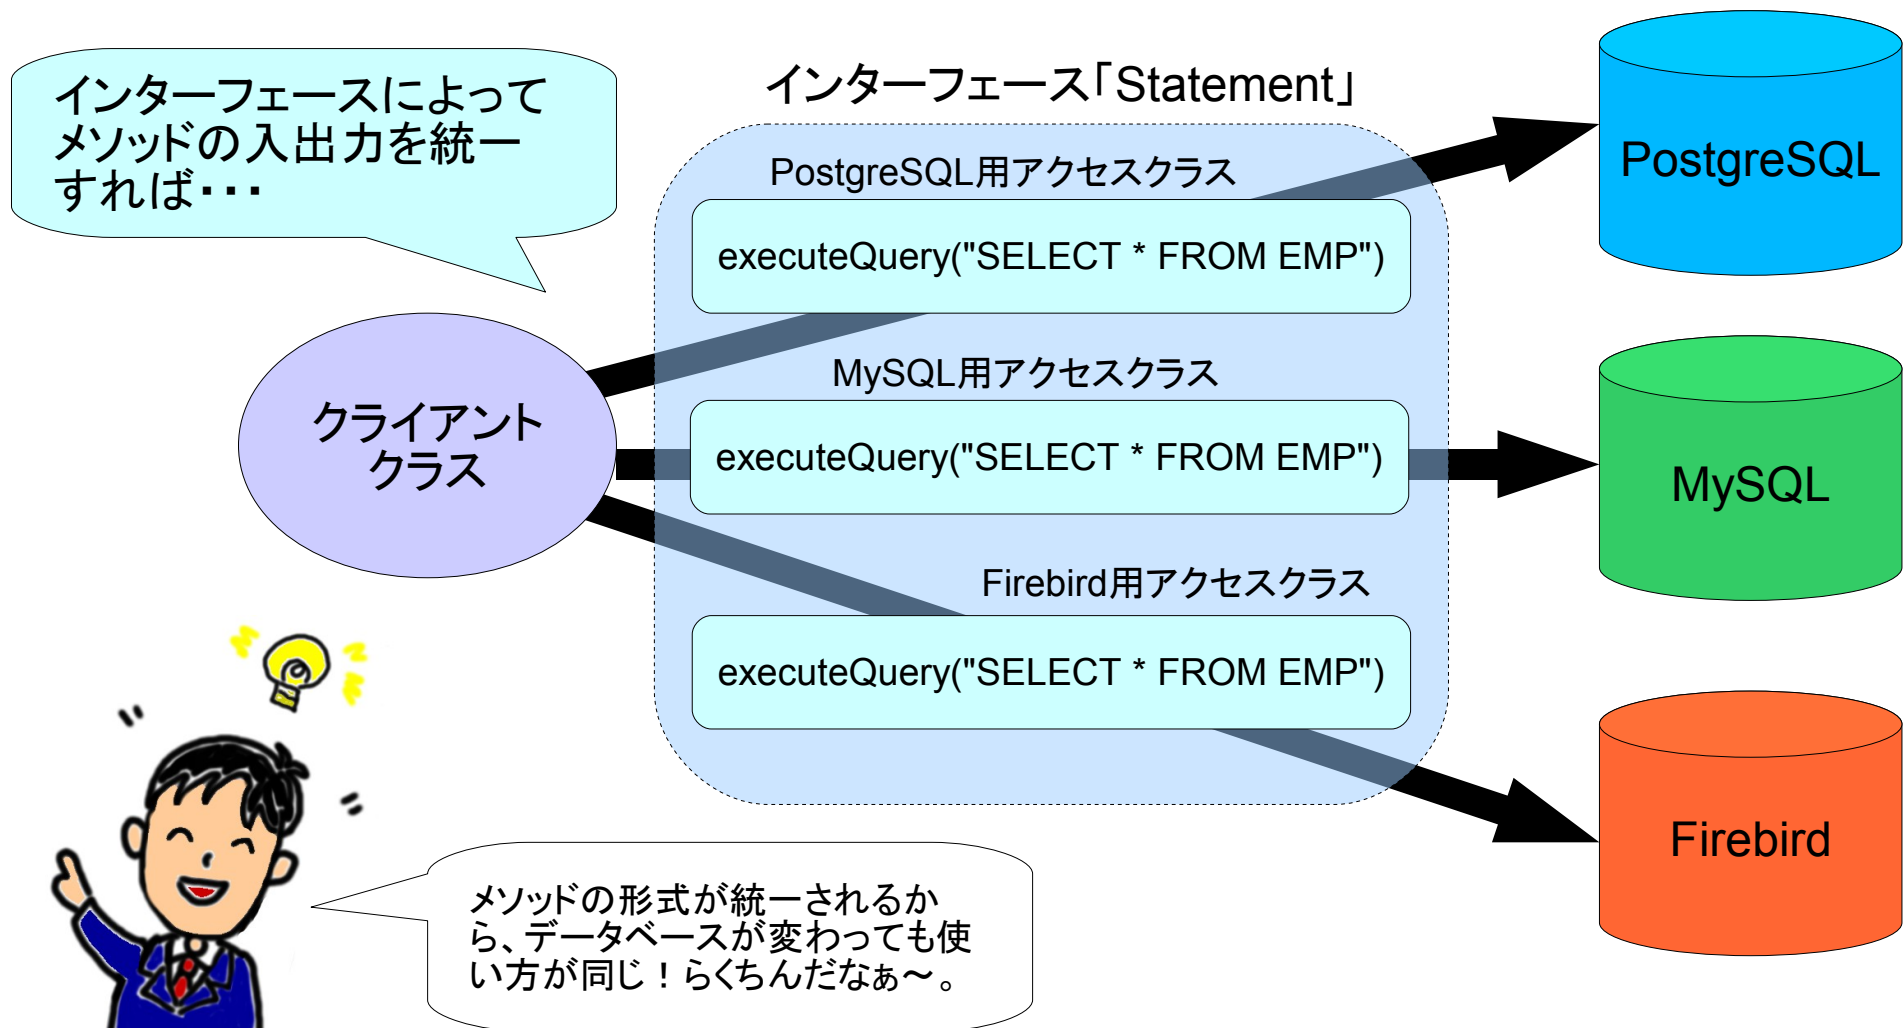 インターフェースによって
メソッドの入出力を統一
すれば・・・
インターフェース「Statement」
PostgreSQL用アクセスクラス
executeQuery("SELECT * FROM EMP")
PostgreSQL
クライアント
クラス
MySQL用アクセスクラス
executeQuery("SELECT * FROM EMP")
MySQL
Firebird用アクセスクラス
executeQuery("SELECT * FROM EMP")
Firebird
メソッドの形式が統一されるか
ら、データベースが変わっても使
い方が同じ！らくちんだなぁ～。